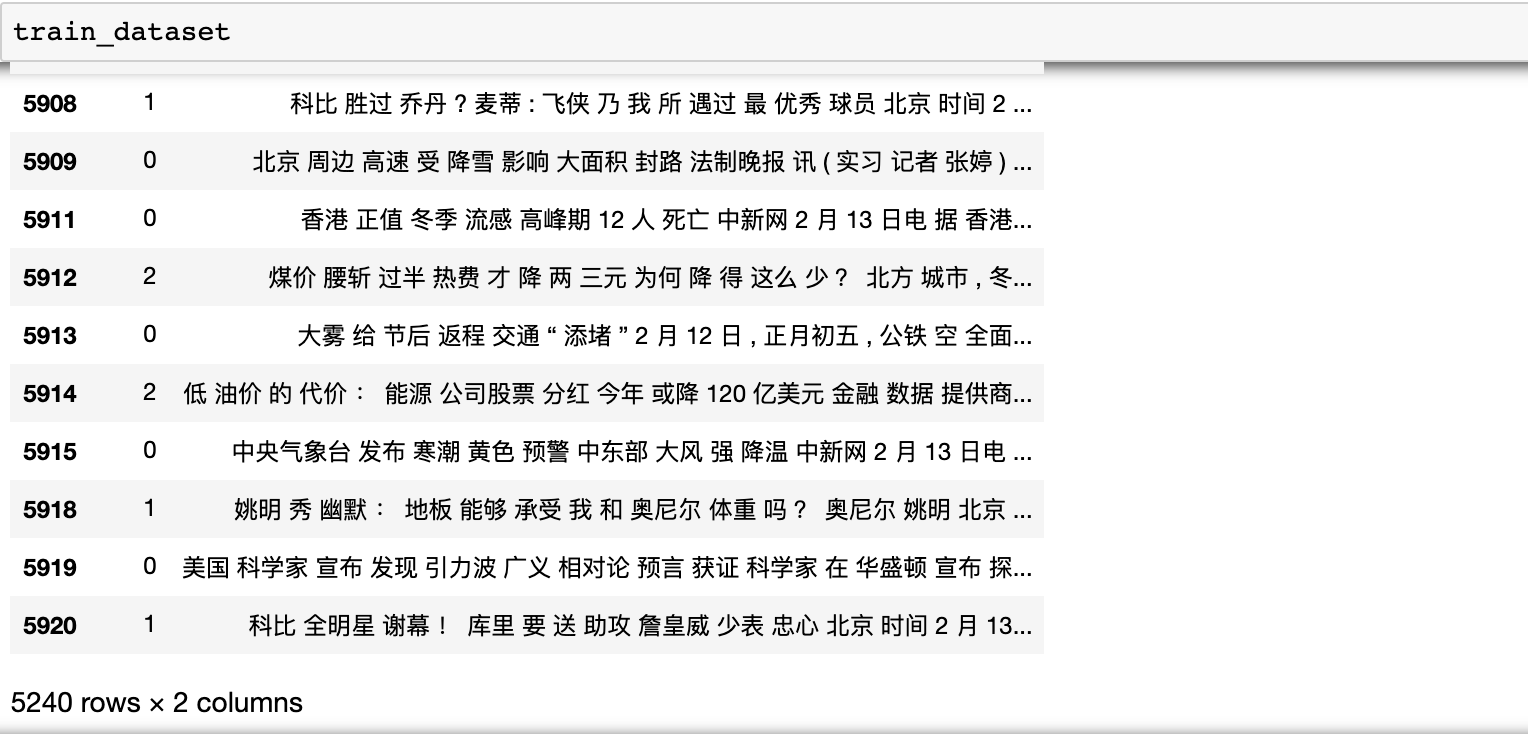 train_dataset
5908 1 科比 胜过 乔丹 ? 麦蒂 : 飞侠 乃 我 所 遇过 最 优秀 球员 北京 时间 2 ...
5909 0 北京 周边 高速 受 降雪 影响 大面积 封路 法制晚报 讯 ( 实习 记者 张婷 ) ...
5911 0 香港 正值 冬季 流感 高峰期 12 人 死亡 中新网 2 月 13 日电 据 香港...
5912 2 煤价 腰斩 过半 热费 才 降 两 三元 为何 降 得 这么 少？ 北方 城市 , 冬...
5913 0 大雾 给 节后 返程 交通 “ 添堵 ” 2 月 12 日 , 正月初五 , 公铁 空 全面...
5914 2 低 油价 的 代价： 能源 公司股票 分红 今年 或降 120 亿美元 金融 数据 提供商...
5915 0 中央气象台 发布 寒潮 黄色 预警 中东部 大风 强 降温 中新网 2 月 13 日电 ...
5918 1 姚明 秀 幽默： 地板 能够 承受 我 和 奥尼尔 体重 吗？ 奥尼尔 姚明 北京 ...
5919 0 美国 科学家 宣布 发现 引力波 广义 相对论 预言 获证 科学家 在 华盛顿 宣布 探...
5920 1 科比 全明星 谢幕！ 库里 要 送 助攻 詹皇威 少表 忠心 北京 时间 2 月 13...
5240 rows × 2 columns